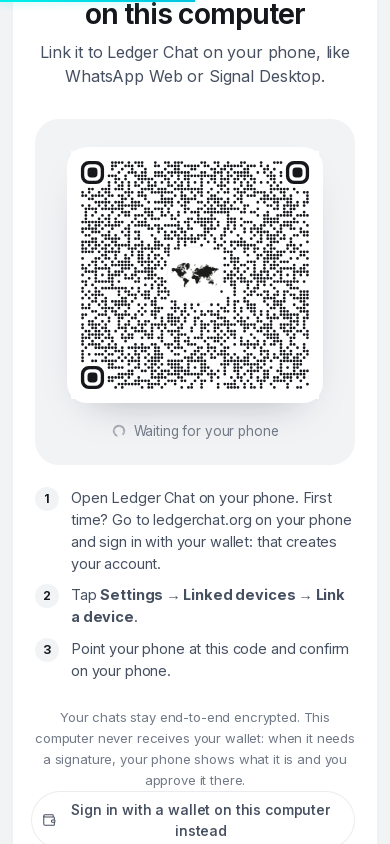 on this computer
Link it to Ledger Chat on your phone, like
WhatsApp Web or Signal Desktop.
Waiting for your phone
1 Open Ledger Chat on your phone. First
time? Go to ledgerchat.org on your phone
and sign in with your wallet: that creates
your account.
2 Tap Settings → Linked devices → Link
a device.
3 Point your phone at this code and confirm
on your phone.
Your chats stay end-to-end encrypted. This
computer never receives your wallet: when it needs
a signature, your phone shows what it is and you
approve it there.
Sign in with a wallet on this computer
instead